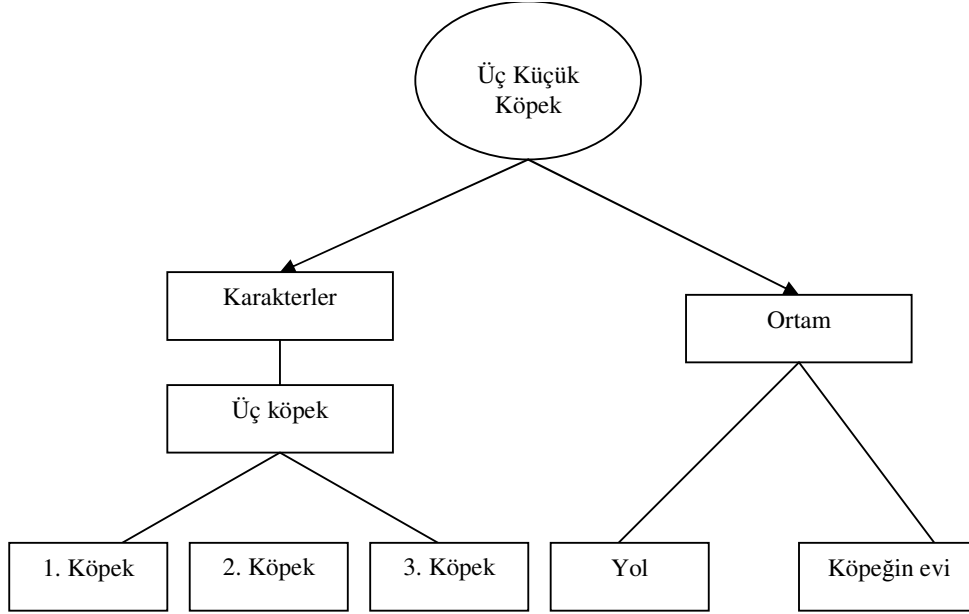 Üç Küçük
Köpek
Karakterler
Ortam
Üç köpek
1. Köpek
2. Köpek
3. Köpek
Yol
Köpeğin evi